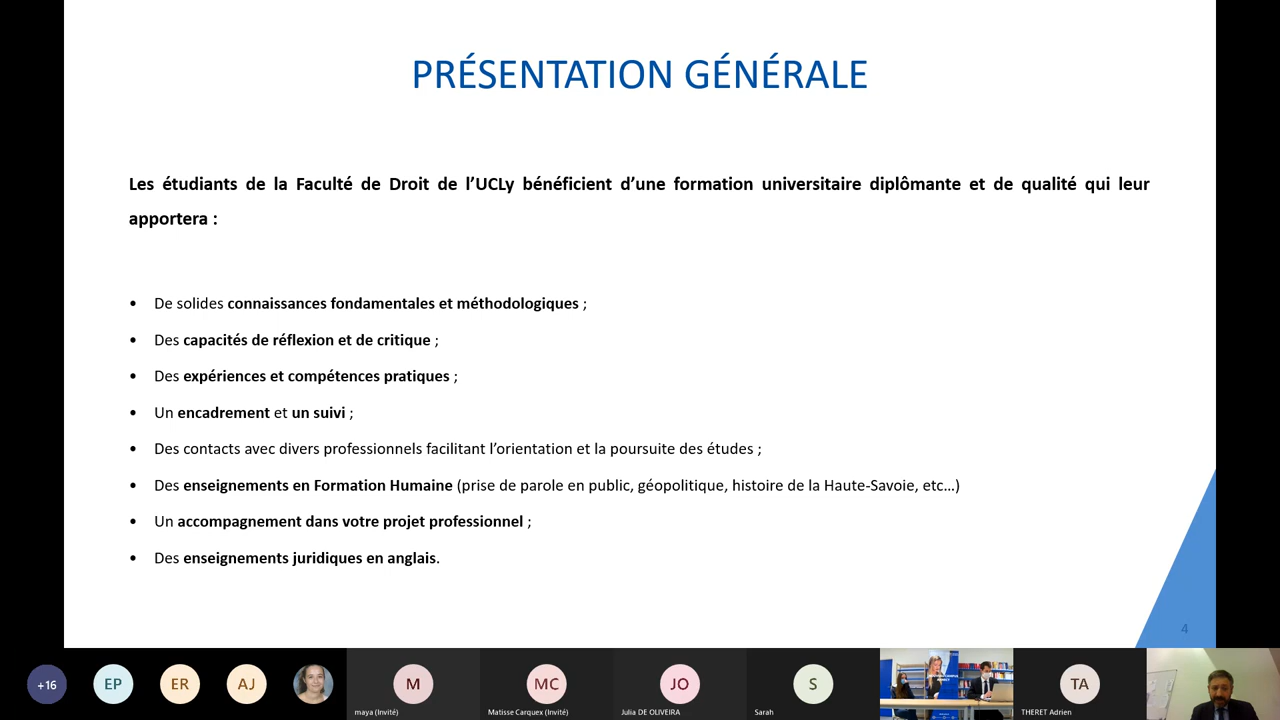 PRÉSENTATION GÉNÉRALE
Les étudiants de la Faculté de Droit de l’UCLy bénéficient d’une formation universitaire diplômante et de qualité qui leur
apportera :
• De solides connaissances fondamentales et méthodologiques ;
• Des capacités de réflexion et de critique ;
• Des expériences et compétences pratiques ;
• Un encadrement et un suivi ;
• Des contacts avec divers professionnels facilitant l’orientation et la poursuite des études ;
• Des enseignements en Formation Humaine (prise de parole en public, géopolitique, histoire de la Haute-Savoie, etc…)
• Un accompagnement dans votre projet professionnel ;
• Des enseignements juridiques en anglais.
4
+16
EP
ER
AJ
M
MC
JO
S
TA
maya (Invité)
Matisse Carquex (Invité)
Julia DE OLIVEIRA
Sarah
THERET Adrien